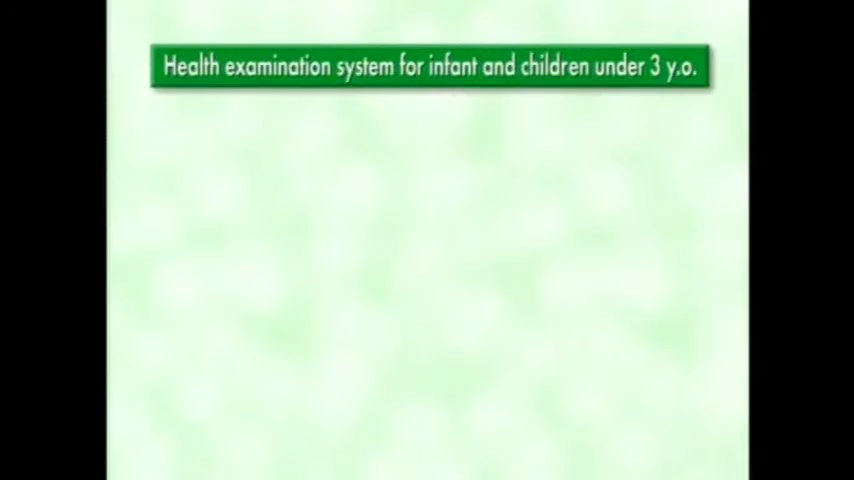 Health examination system for infant and children under 3 y.o.